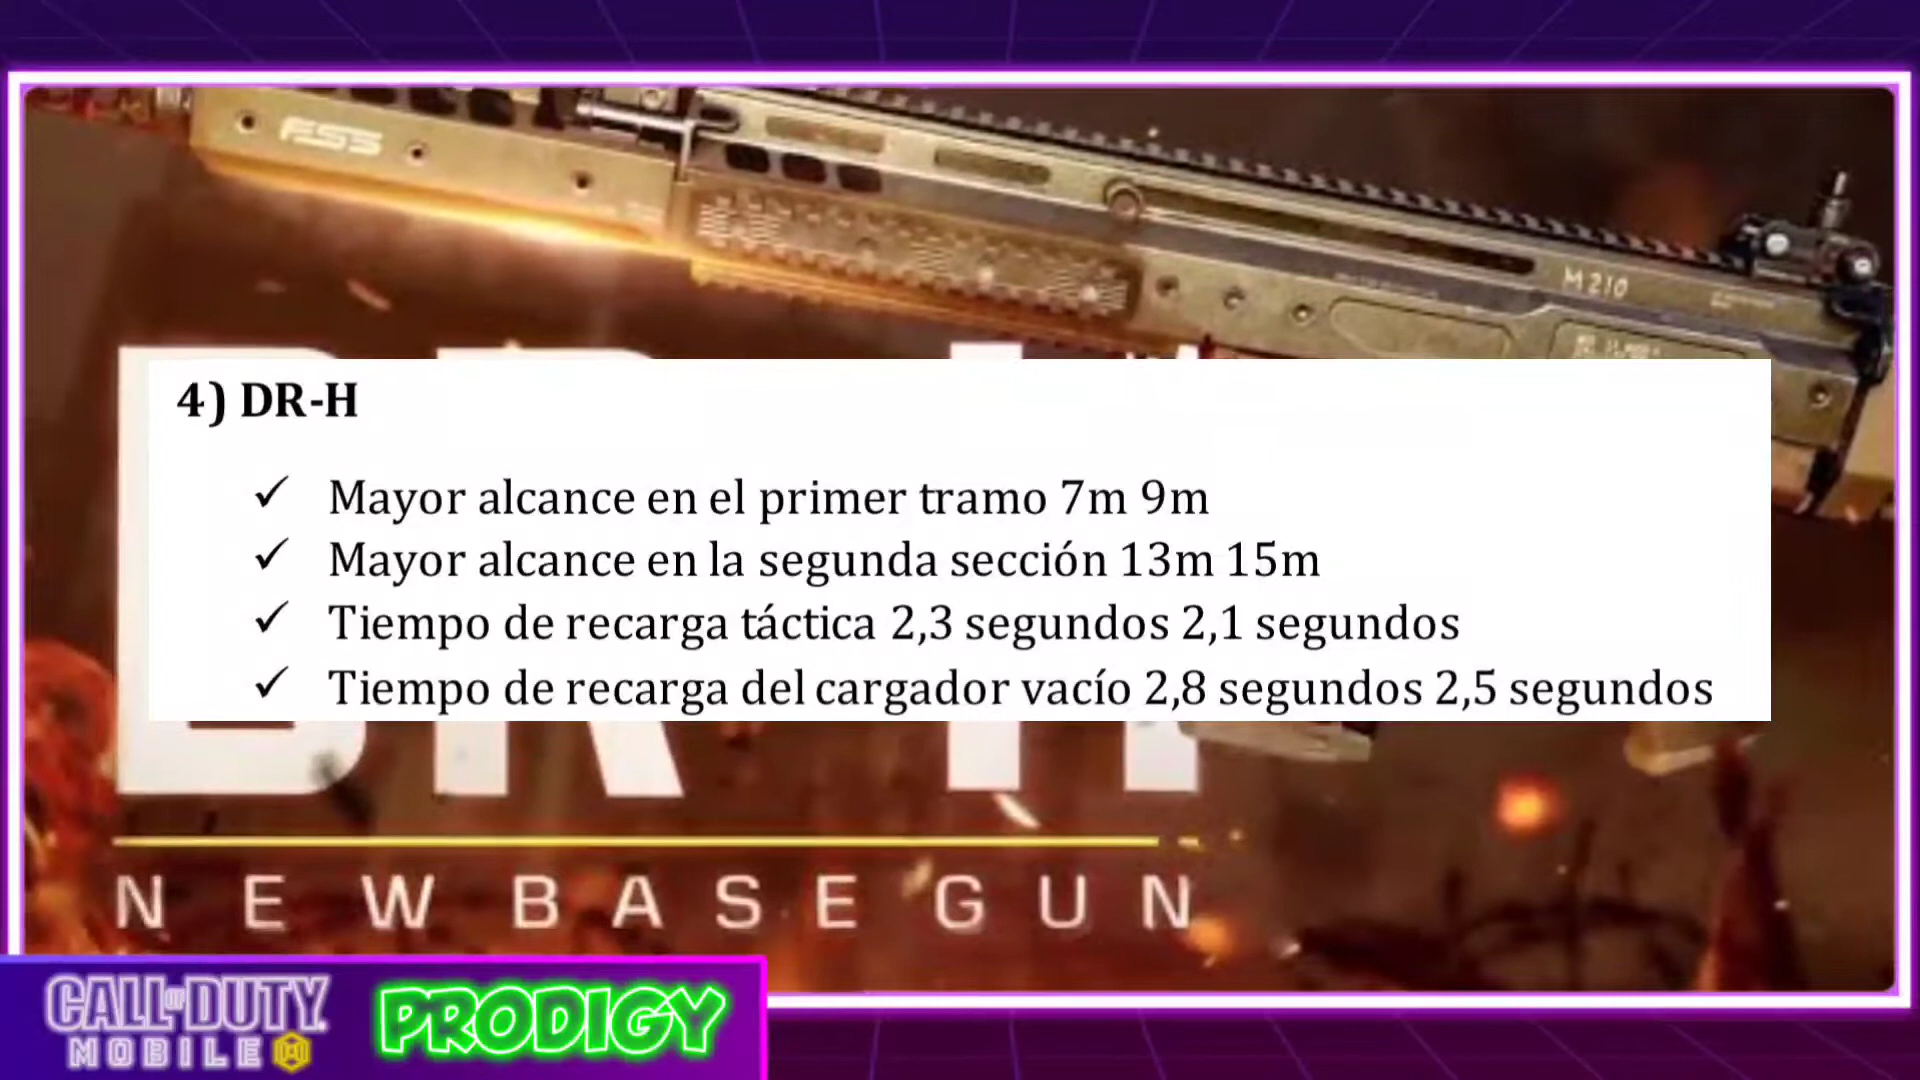 FSS
M210
4) DR-H
✓ Mayor alcance en el primer tramo 7m 9m
✓ Mayor alcance en la segunda sección 13m 15m
✓ Tiempo de recarga táctica 2,3 segundos 2,1 segundos
✓ Tiempo de recarga del cargador vacío 2,8 segundos 2,5 segundos
NEW BASE GUN
CALL OF DUTY
MOBILE
PRODIGY